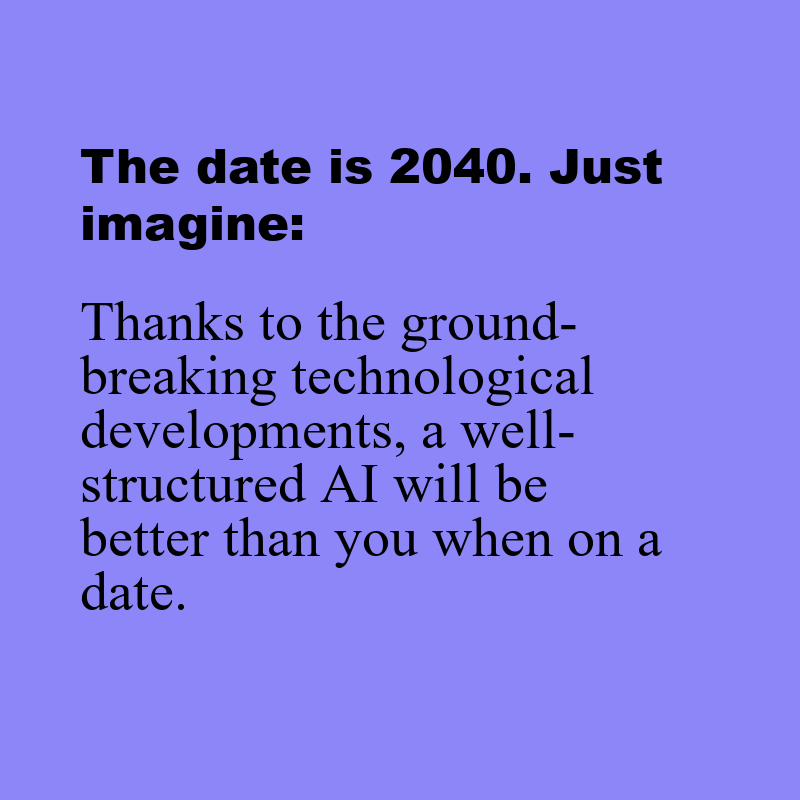 The date is 2040. Just
imagine:
Thanks to the ground-
breaking technological
developments, a well-
structured AI will be
better than you when on a
date.